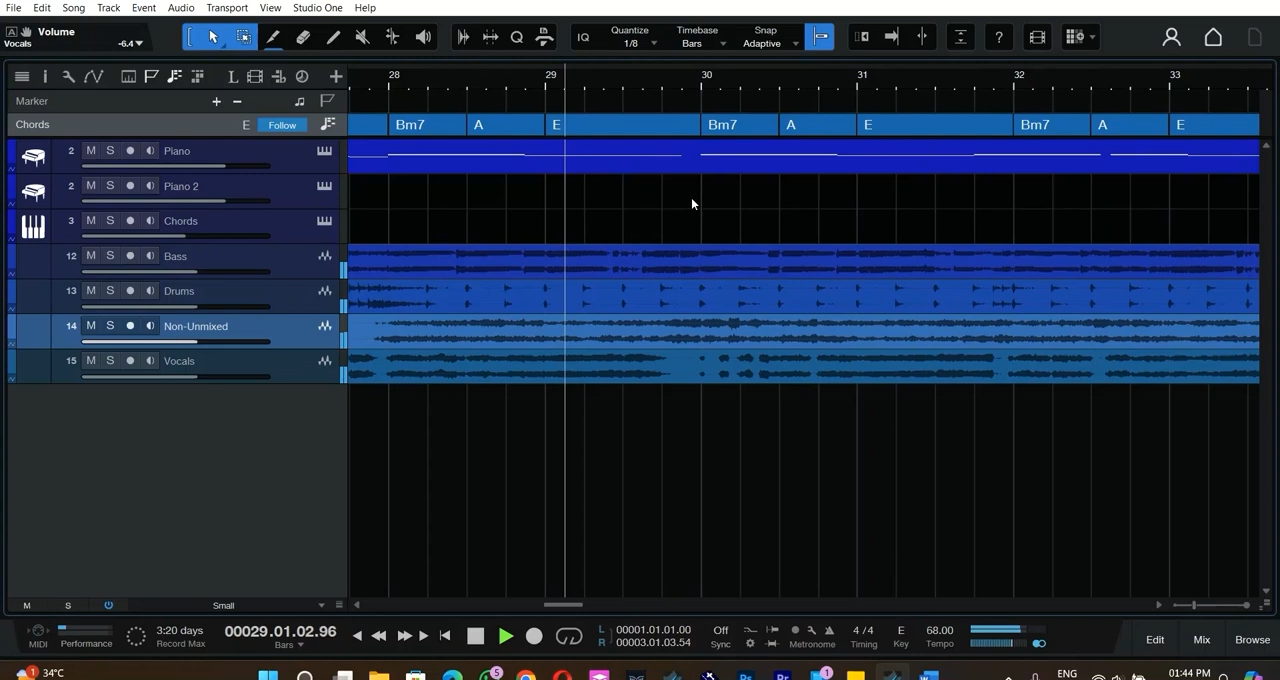 File Edit Song Track Event Audio Transport View Studio One Help
A Volume
Vocals -6.4
IQ Quantize 1/8 Timebase Bars Snap Adaptive ?
i L 28 29 30 31 32 33
Marker
Chords E Follow Bm7 A E Bm7 A E Bm7 A E
2 M S Piano
2 M S Piano 2
3 M S Chords
12 M S Bass
13 M S Drums
14 M S Non-Unmixed
15 M S Vocals
M S Small
MIDI Performance 3:20 days Record Max 00029.01.02.96 Bars L 00001.01.01.00 R 00003.01.03.54 Off Sync Metronome 4 / 4 Timing E Key 68.00 Tempo Edit Mix Browse
1 34°C 5 1 ENG 01:44 PM